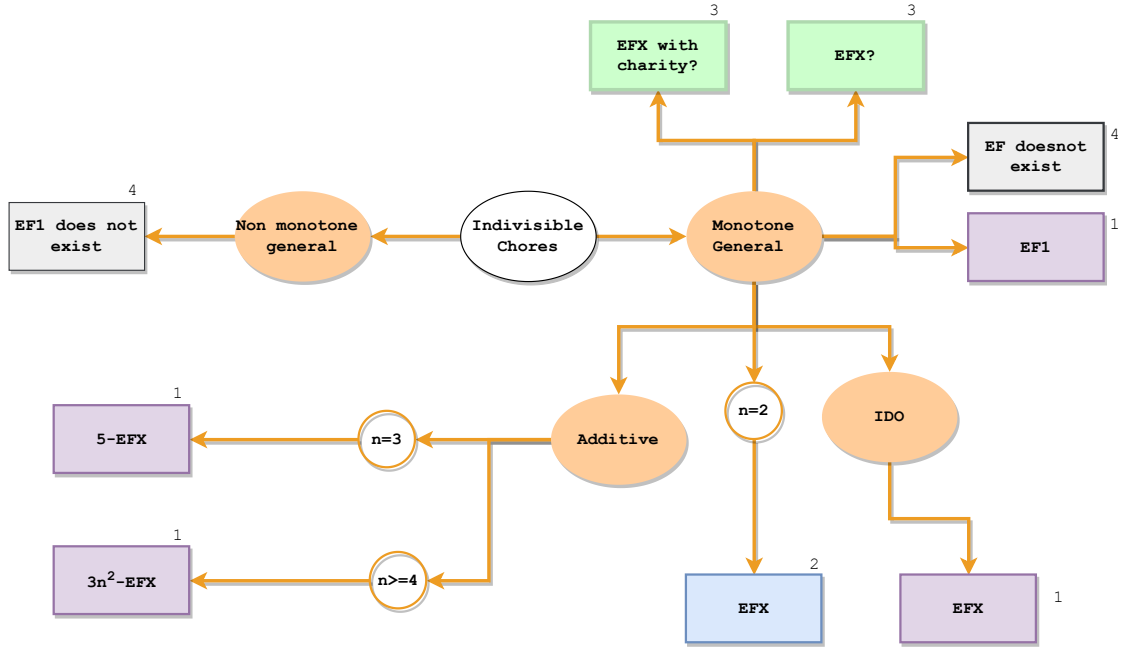 3
3
EFX with
charity?
EFX?
4
EF doesnot
exist
4
EF1 does not
exist
Non monotone
general
Indivisible
Chores
Monotone
General
1
EF1
1
5-EFX
n=3
Additive
n=2
IDO
1
3n²-EFX
n>=4
2
EFX
EFX
1